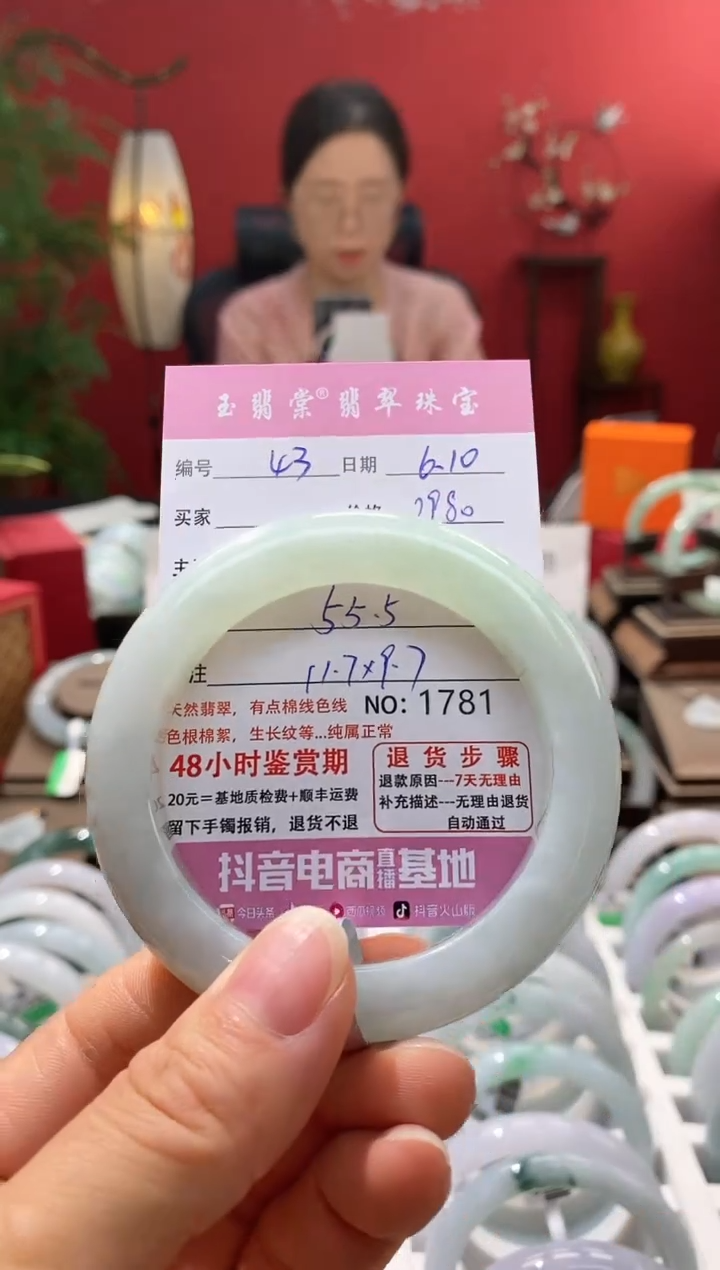 玉翡棠®翡翠珠宝
编号 43 日期 6.10
买家
55.5
注 11.7x9.7
天然翡翠，有点棉线色线 NO: 1781
色根棉絮，生长纹等...纯属正常
48小时鉴赏期
20元＝基地质检费+顺丰运费
留下手镯报销，退货不退
退货步骤
退款原因---7天无理由
补充描述---无理由退货
自动通过
抖音电商直播基地
今日头条 西瓜视频 抖音火山版